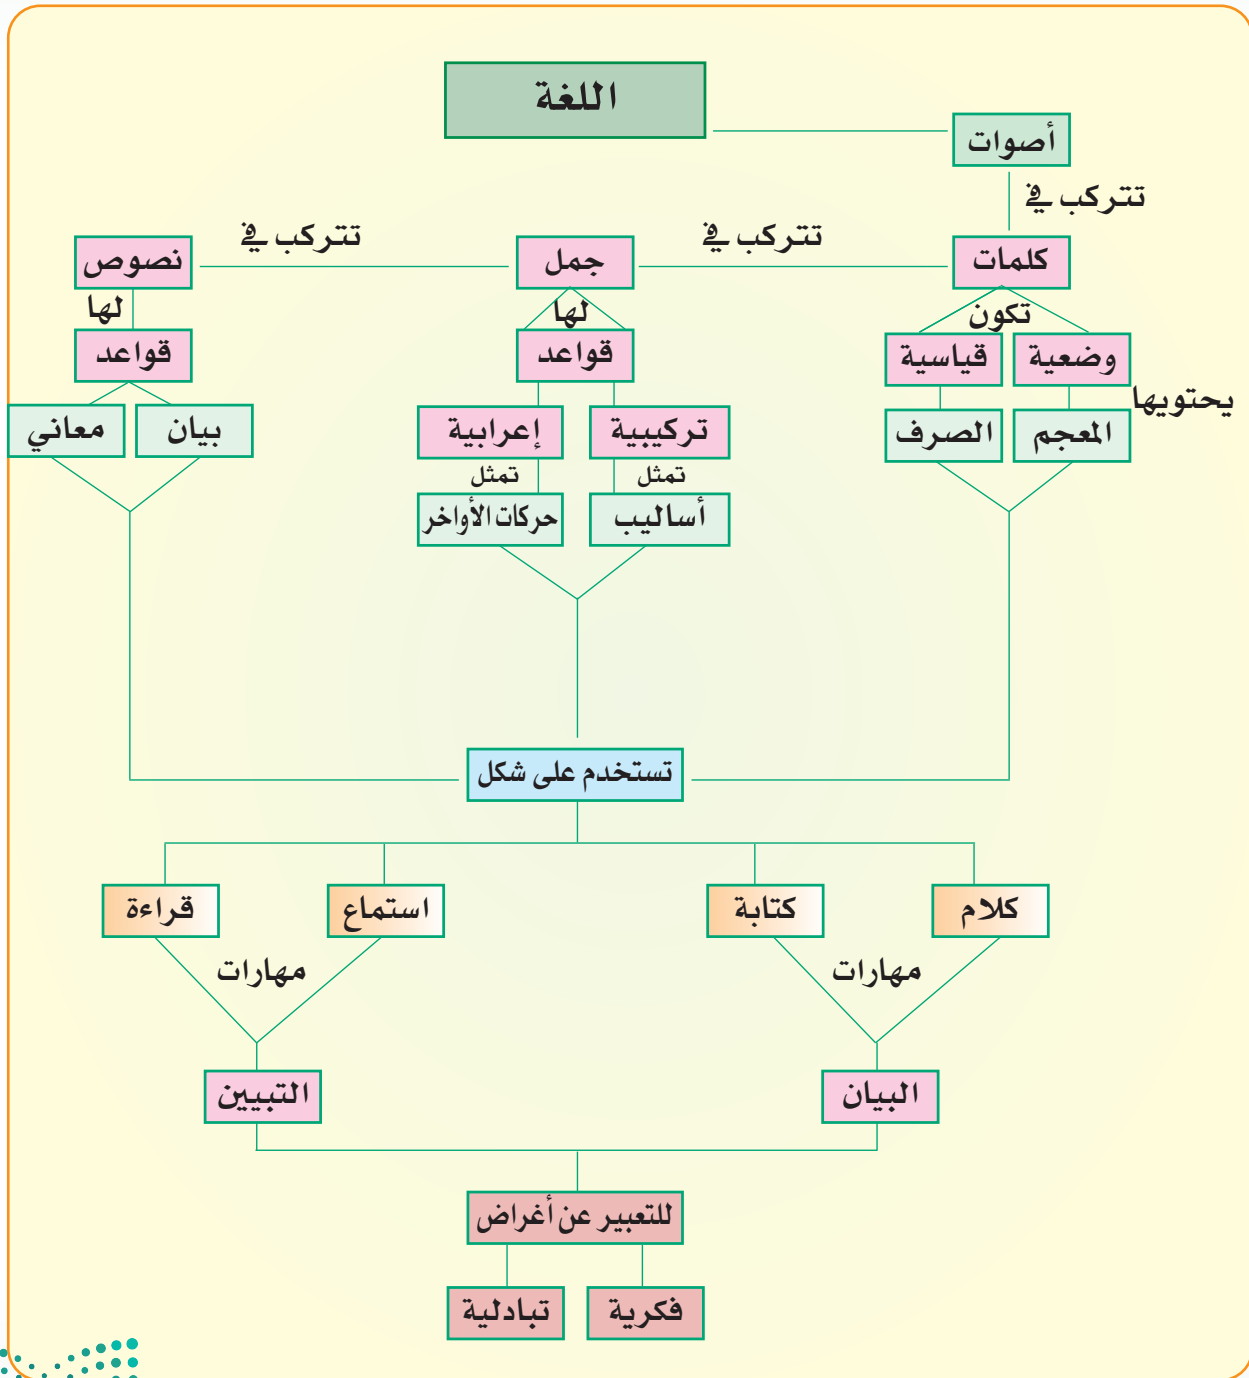 اللغة
أصوات
تتركب في
كلمات
تتركب في
جمل
تتركب في
نصوص
تكون
لها
لها
وضعية
قياسية
قواعد
قواعد
يحتويها
المعجم
الصرف
تركيبية
إعرابية
بيان
معاني
تمثل
تمثل
أساليب
حركات الأواخر
تستخدم على شكل
كلام
كتابة
استماع
قراءة
مهارات
مهارات
البيان
التبيين
للتعبير عن أغراض
فكرية
تبادلية